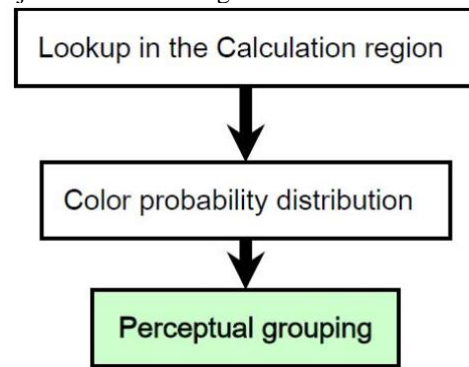 Lookup in the Calculation region
Color probability distribution
Perceptual grouping